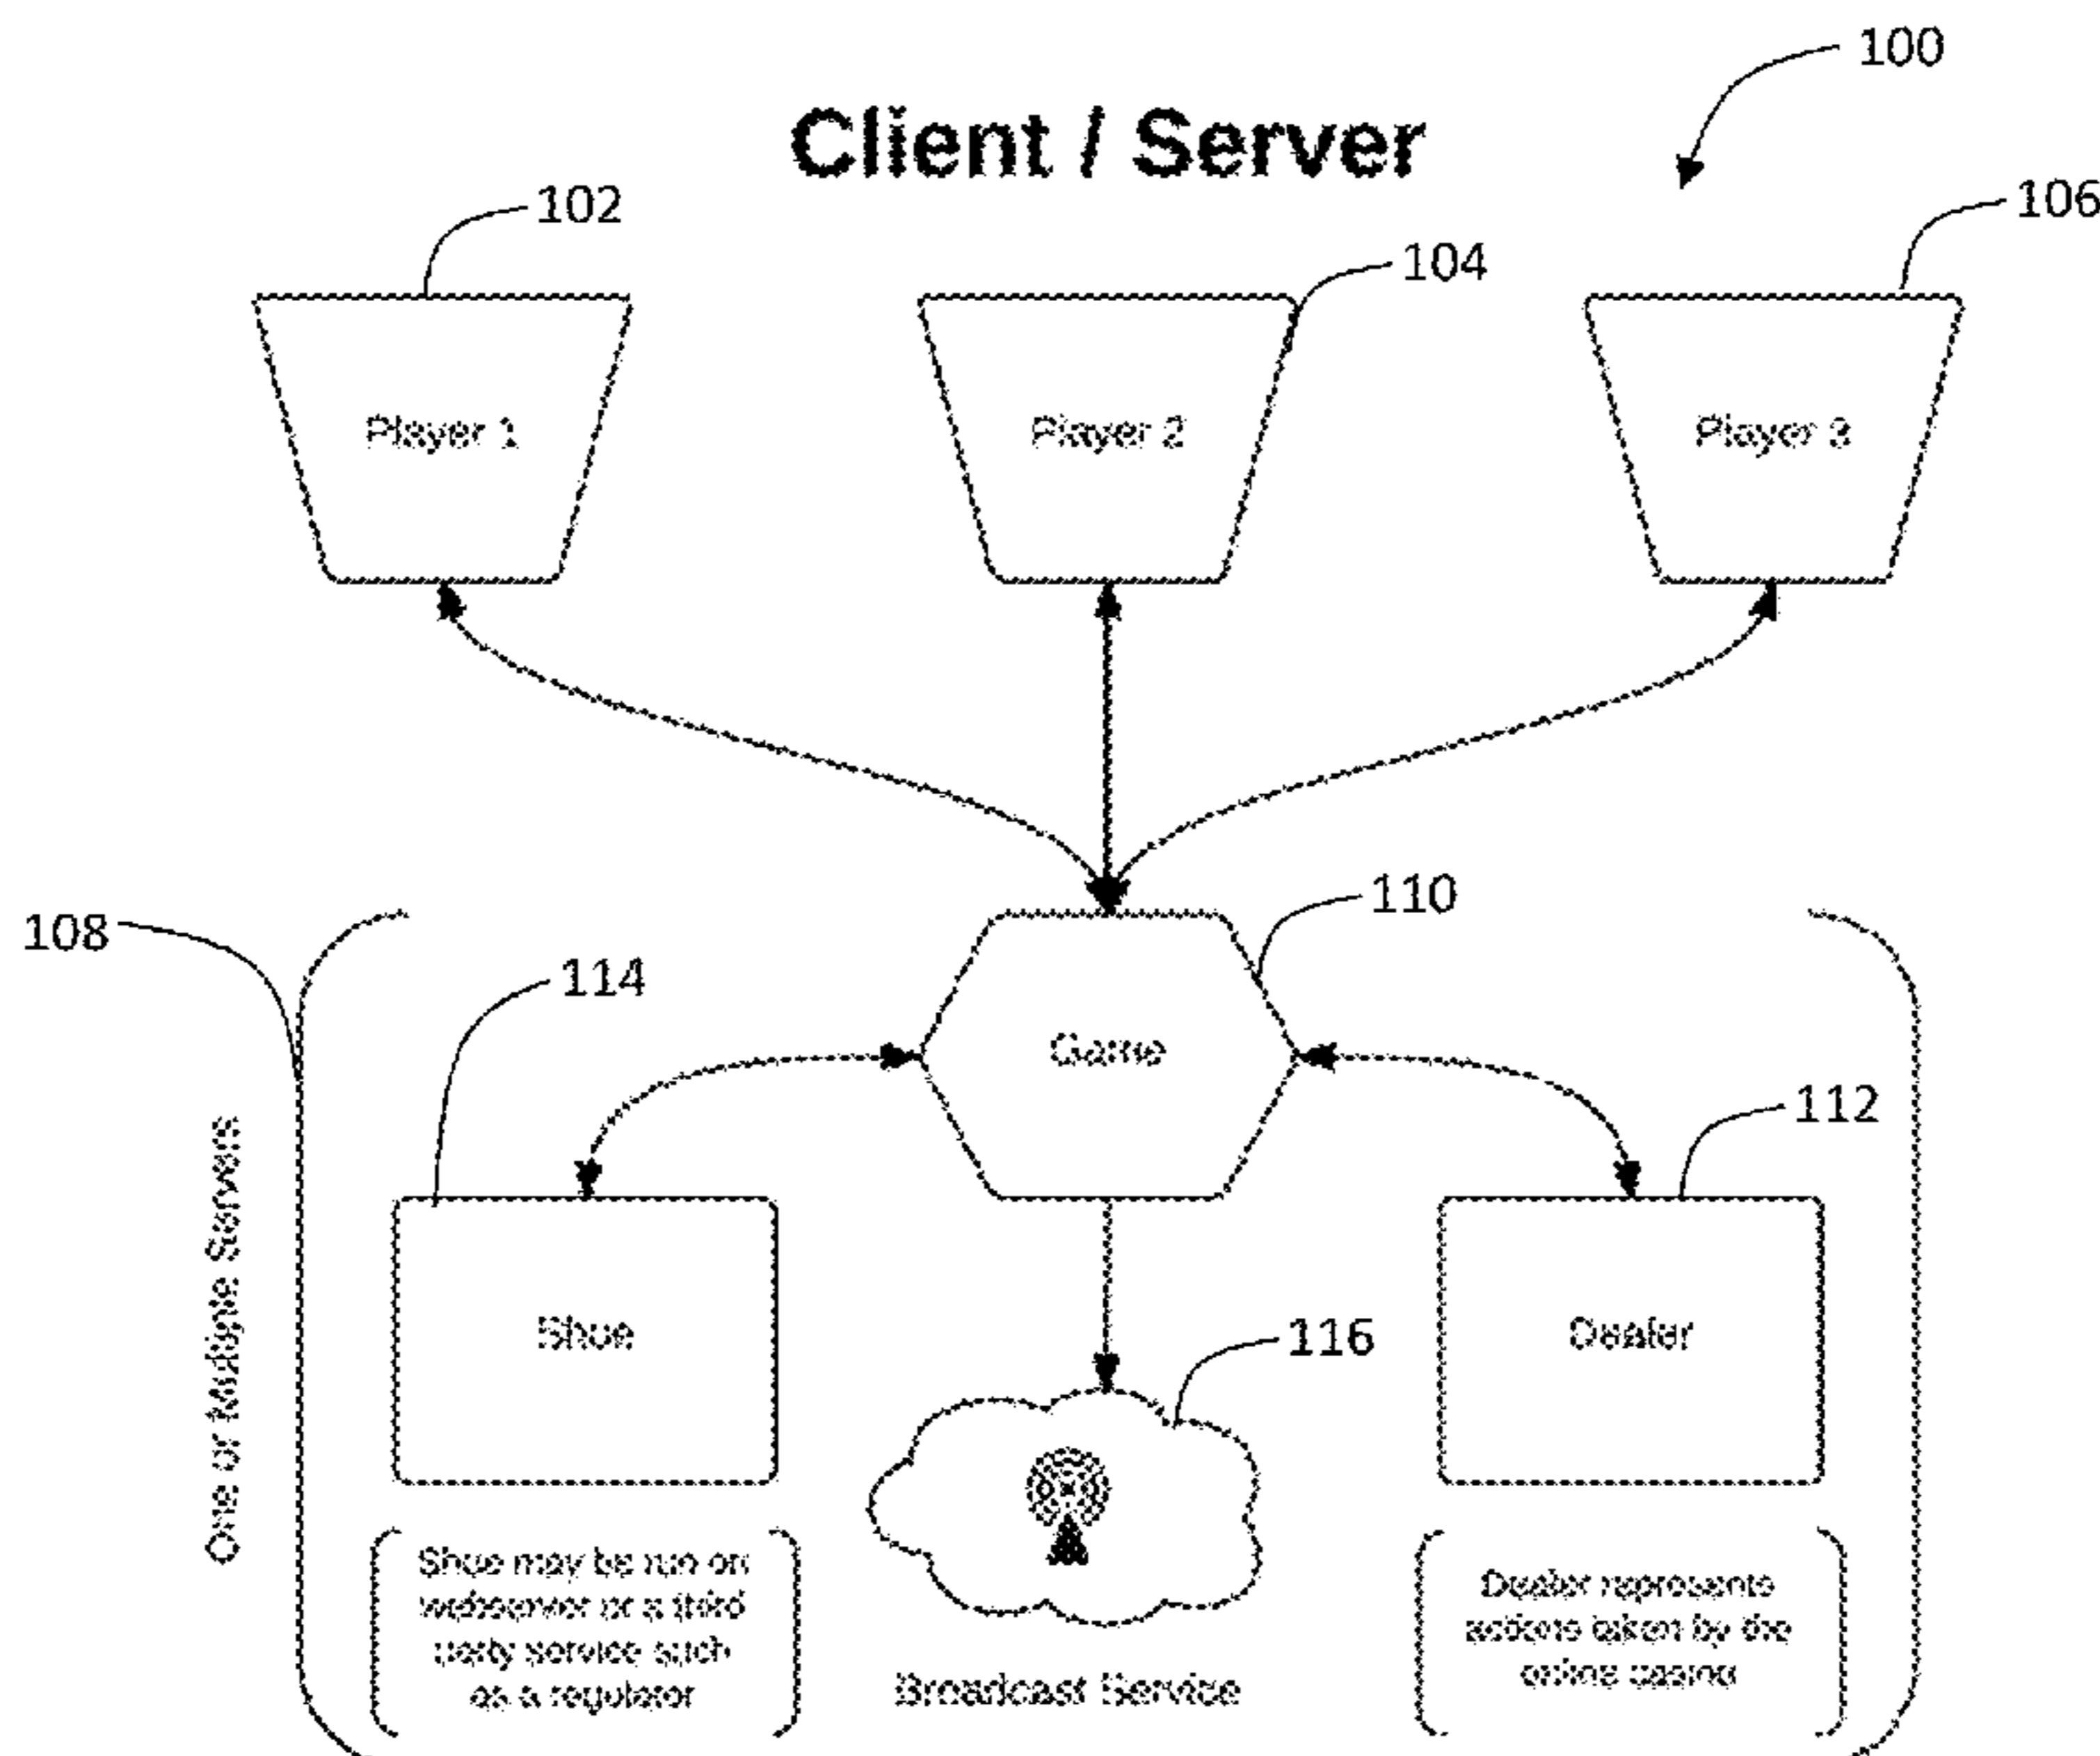 100
Client / Server
102
106
104
Player 1
Player 2
Player 3
110
108
114
Game
112
One or Multiple Servers
Shoe
116
Dealer
Shoe may be run on
webserver or a third
party service such
as a regulator
Dealer represents
actions taken by the
online casino
Broadcast Service